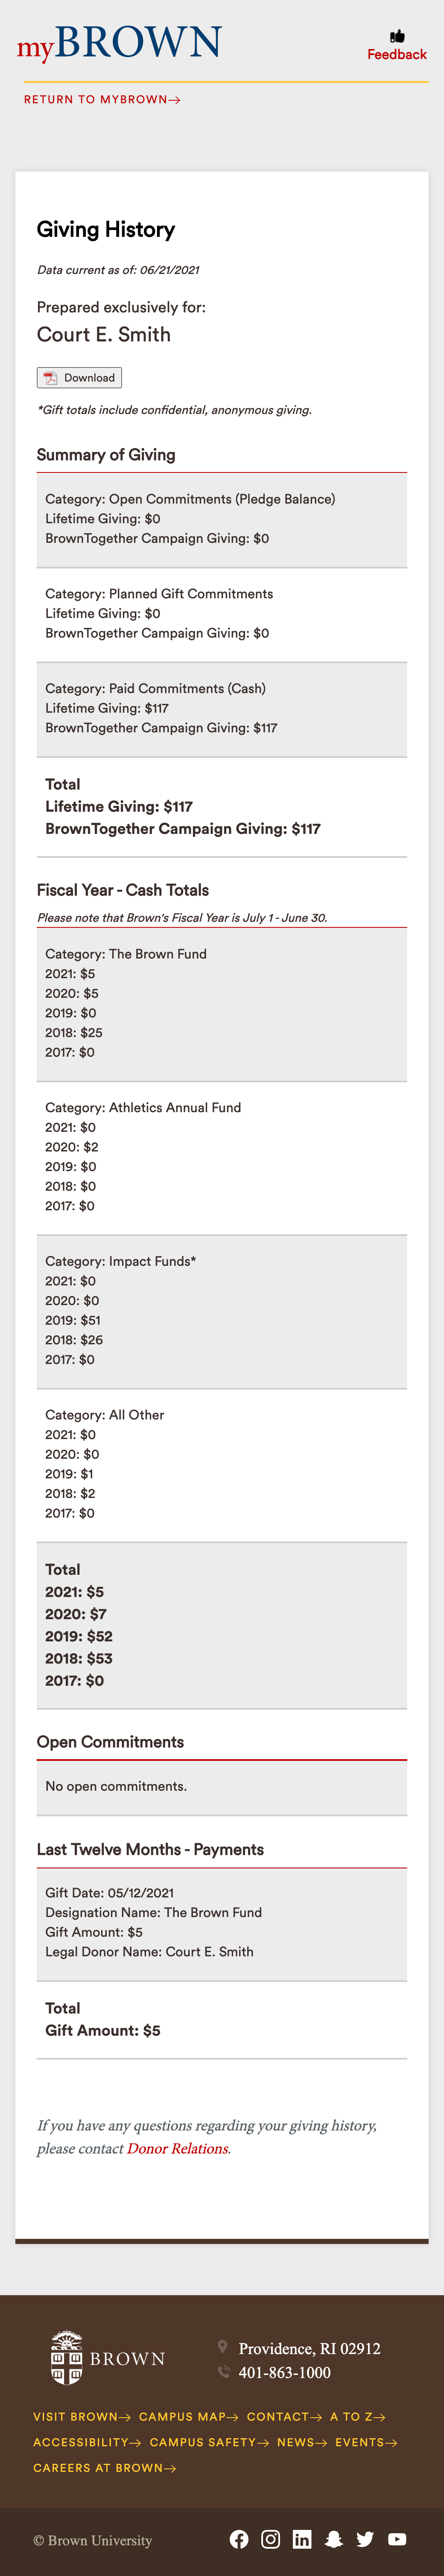 myBROWN
Feedback
RETURN TO MYBROWN→
Giving History
Data current as of: 06/21/2021
Prepared exclusively for:
Court E. Smith
Download
*Gift totals include confidential, anonymous giving.
Summary of Giving
Category: Open Commitments (Pledge Balance)
Lifetime Giving: $0
BrownTogether Campaign Giving: $0
Category: Planned Gift Commitments
Lifetime Giving: $0
BrownTogether Campaign Giving: $0
Category: Paid Commitments (Cash)
Lifetime Giving: $117
BrownTogether Campaign Giving: $117
Total
Lifetime Giving: $117
BrownTogether Campaign Giving: $117
Fiscal Year - Cash Totals
Please note that Brown's Fiscal Year is July 1 - June 30.
Category: The Brown Fund
2021: $5
2020: $5
2019: $0
2018: $25
2017: $0
Category: Athletics Annual Fund
2021: $0
2020: $2
2019: $0
2018: $0
2017: $0
Category: Impact Funds*
2021: $0
2020: $0
2019: $51
2018: $26
2017: $0
Category: All Other
2021: $0
2020: $0
2019: $1
2018: $2
2017: $0
Total
2021: $5
2020: $7
2019: $52
2018: $53
2017: $0
Open Commitments
No open commitments.
Last Twelve Months - Payments
Gift Date: 05/12/2021
Designation Name: The Brown Fund
Gift Amount: $5
Legal Donor Name: Court E. Smith
Total
Gift Amount: $5
If you have any questions regarding your giving history,
please contact Donor Relations.
BROWN
Providence, RI 02912
401-863-1000
VISIT BROWN→ CAMPUS MAP→ CONTACT→ A TO Z→
ACCESSIBILITY→ CAMPUS SAFETY→ NEWS→ EVENTS→
CAREERS AT BROWN→
© Brown University